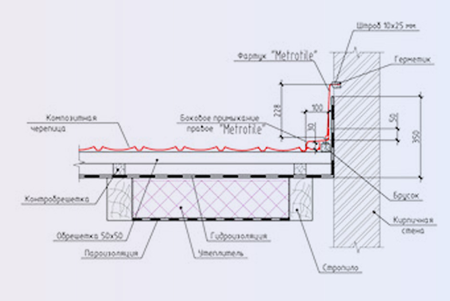 Штроб 10х25 мм
Фартук "Metrotile"
Герметик
Композитная
черепица
Боковое примыкание
правое "Metrotile"
228
100
30
50
350
Контробрешетка
Брусок
Обрешетка 50х50
Гидроизоляция
Кирпичная
стена
Пароизоляция
Утеплитель
Стропило